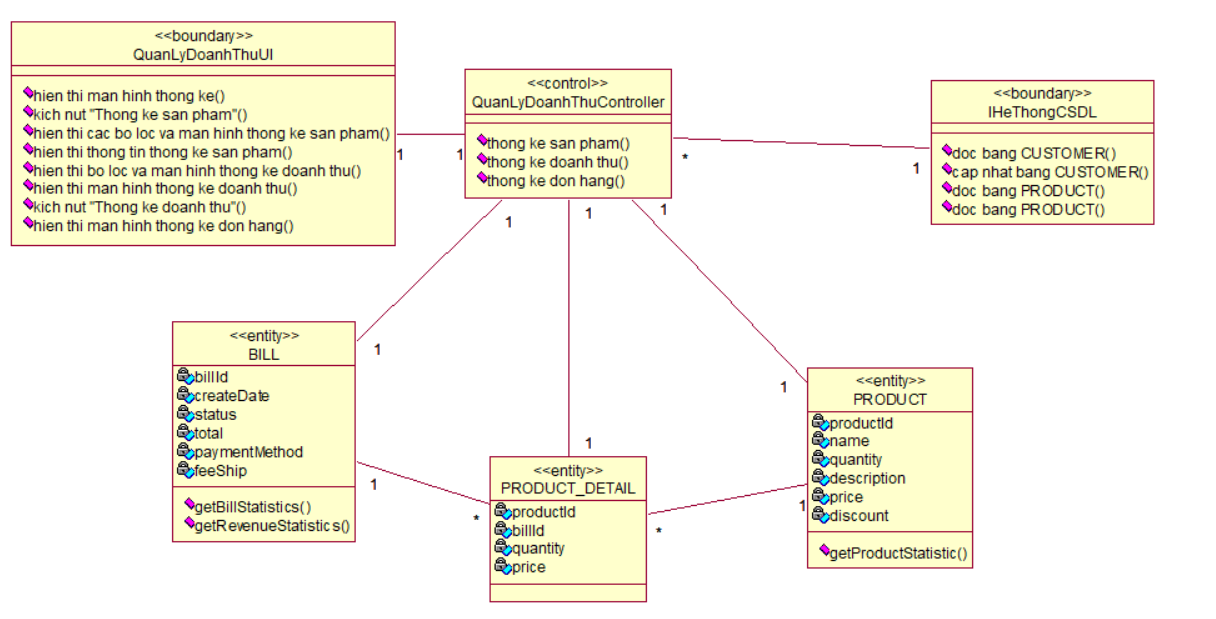 <<boundary>>
QuanLyDoanhThuUI
hien thi man hinh thong ke()
kich nut "Thong ke san pham"()
hien thi cac bo loc va man hinh thong ke san pham()
hien thi thong tin thong ke san pham()
hien thi bo loc va man hinh thong ke doanh thu()
hien thi man hinh thong ke doanh thu()
kich nut "Thong ke doanh thu"()
hien thi man hinh thong ke don hang()
1
1
<<control>>
QuanLyDoanhThuController
thong ke san pham()
thong ke doanh thu()
thong ke don hang()
*
1
<<boundary>>
IHeThongCSDL
doc bang CUSTOMER()
cap nhat bang CUSTOMER()
doc bang PRODUCT()
doc bang PRODUCT()
1
1
1
1
1
1
<<entity>>
BILL
billId
createDate
status
total
paymentMethod
feeShip
getBillStatistics()
getRevenueStatistics()
1
*
<<entity>>
PRODUCT_DETAIL
productId
billId
quantity
price
*
1
<<entity>>
PRODUCT
productId
name
quantity
description
price
discount
getProductStatistic()